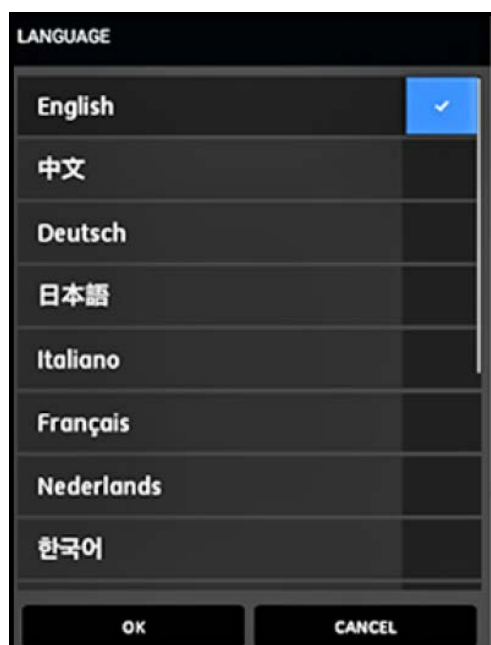 LANGUAGE
English
中文
Deutsch
日本語
Italiano
Français
Nederlands
한국어
OK
CANCEL